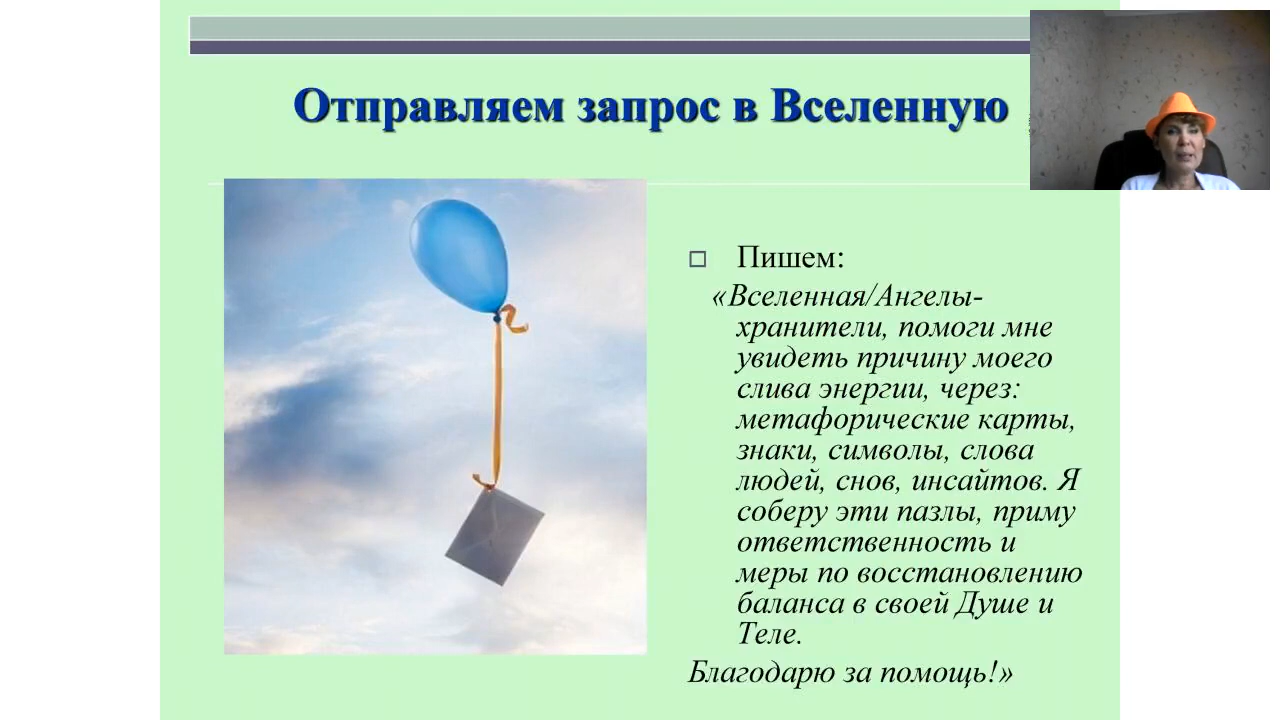 Отправляем запрос в Вселенную
Пишем:
«Вселенная/Ангелы-
хранители, помоги мне
увидеть причину моего
слива энергии, через:
метафорические карты,
знаки, символы, слова
людей, снов, инсайтов. Я
соберу эти пазлы, приму
ответственность и
меры по восстановлению
баланса в своей Душе и
Теле.
Благодарю за помощь!»